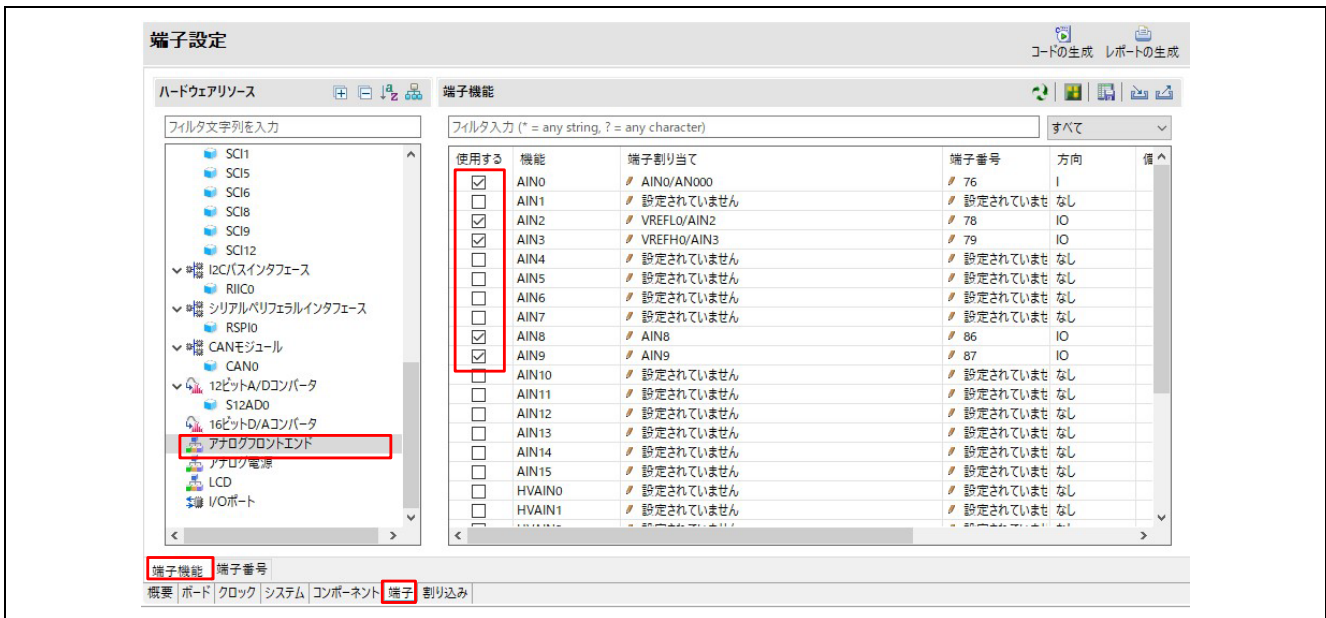 端子設定
コードの生成 レポートの生成
ハードウェアリソース
フィルタ文字列を入力
SCI1
SCI5
SCI6
SCI8
SCI9
SCI12
I2Cバスインタフェース
RIIC0
シリアルペリフェラルインタフェース
RSPI0
CANモジュール
CAN0
12ビットA/Dコンバータ
S12AD0
16ビットD/Aコンバータ
アナログフロントエンド
アナログ電源
LCD
I/Oポート
端子機能
フィルタ入力 (* = any string, ? = any character) すべて
使用する 機能 端子割り当て 端子番号 方向
AIN0 AIN0/AN000 76 I
AIN1 設定されていません 設定されていませ なし
AIN2 VREFL0/AIN2 78 IO
AIN3 VREFH0/AIN3 79 IO
AIN4 設定されていません 設定されていませ なし
AIN5 設定されていません 設定されていませ なし
AIN6 設定されていません 設定されていませ なし
AIN7 設定されていません 設定されていませ なし
AIN8 AIN8 86 IO
AIN9 AIN9 87 IO
AIN10 設定されていません 設定されていませ なし
AIN11 設定されていません 設定されていませ なし
AIN12 設定されていません 設定されていませ なし
AIN13 設定されていません 設定されていませ なし
AIN14 設定されていません 設定されていませ なし
AIN15 設定されていません 設定されていませ なし
HVAIN0 設定されていません 設定されていませ なし
HVAIN1 設定されていません 設定されていませ なし
端子機能 端子番号
概要 ボード クロック システム コンポーネント 端子 割り込み